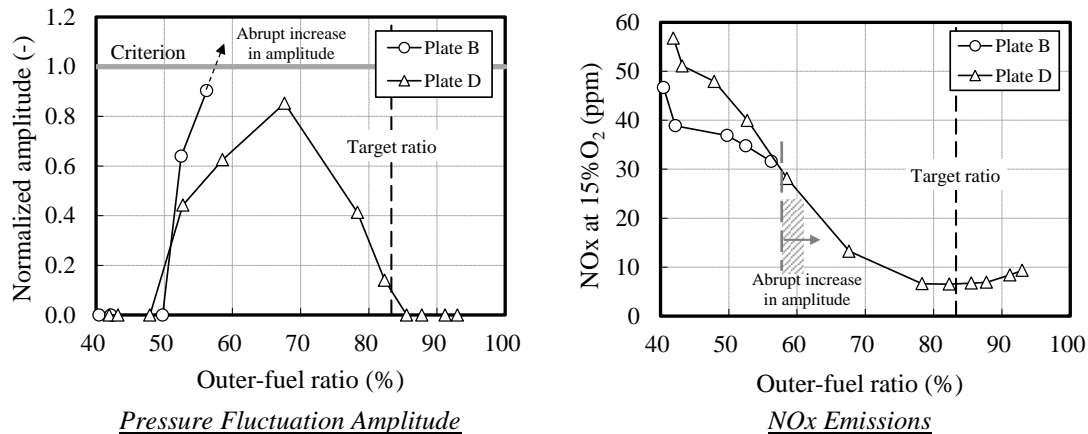 1.2
1.0
0.8
0.6
0.4
0.2
0.0
Normalized amplitude (-)
Criterion
Abrupt increase
in amplitude
Plate B
Plate D
Target ratio
40 50 60 70 80 90 100
Outer-fuel ratio (%)
Pressure Fluctuation Amplitude
60
50
40
30
20
10
0
NOx at 15%O₂ (ppm)
Plate B
Plate D
Target ratio
Abrupt increase
in amplitude
40 50 60 70 80 90 100
Outer-fuel ratio (%)
NOx Emissions